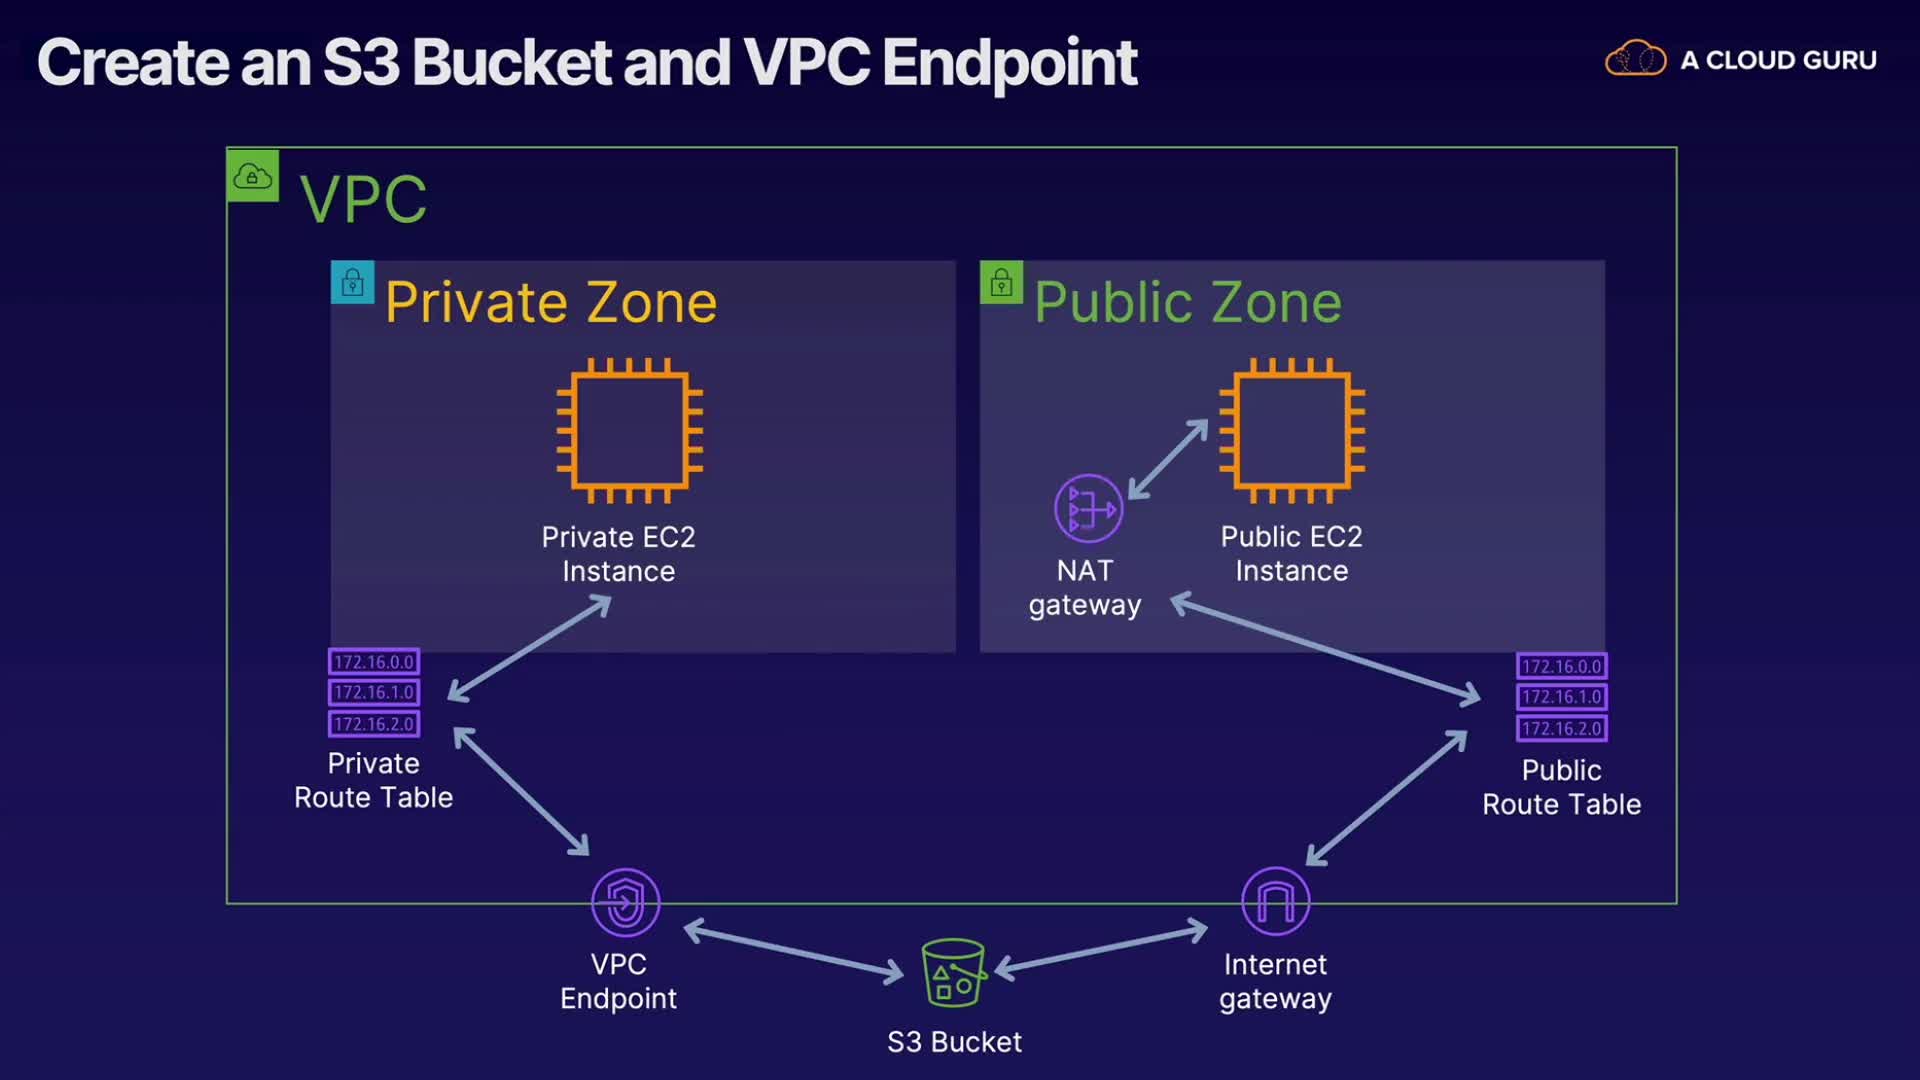 Create an S3 Bucket and VPC Endpoint
A CLOUD GURU
VPC
Private Zone
Public Zone
Private EC2
Instance
Public EC2
Instance
NAT
gateway
172.16.0.0
172.16.1.0
172.16.2.0
Private
Route Table
172.16.0.0
172.16.1.0
172.16.2.0
Public
Route Table
VPC
Endpoint
Internet
gateway
S3 Bucket